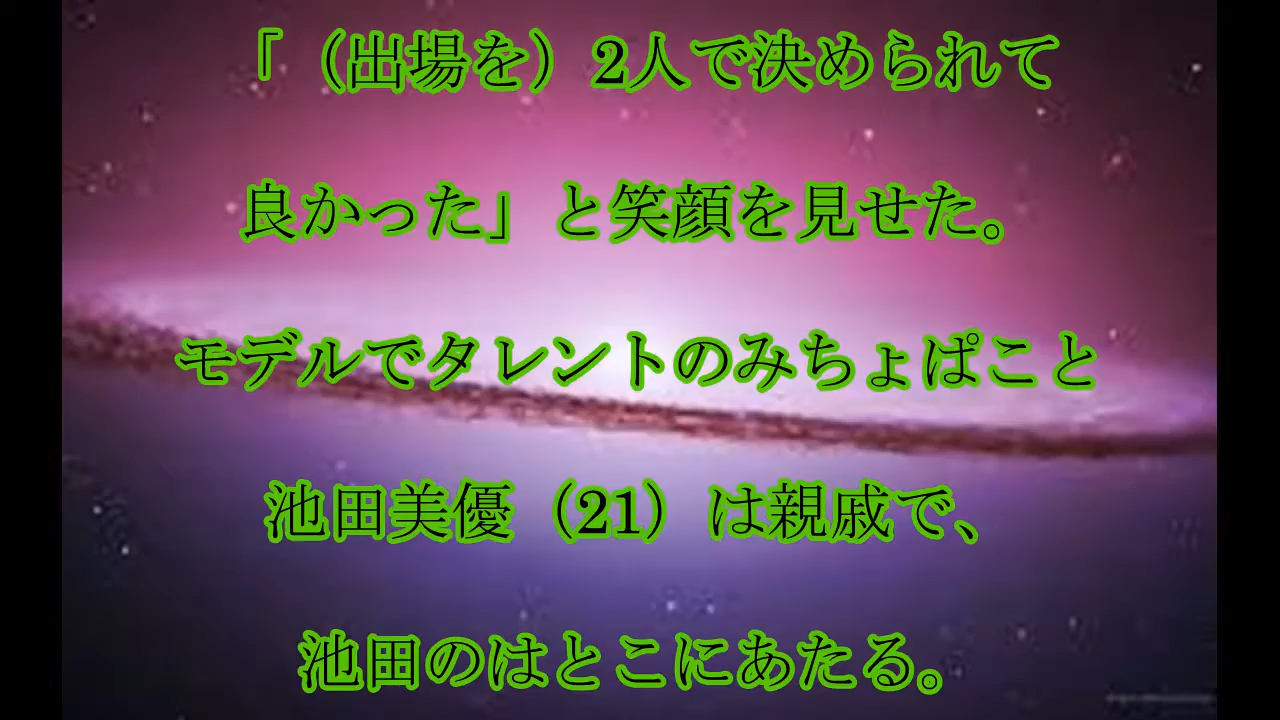 「（出場を）2人で決められて
良かった」と笑顔を見せた。
モデルでタレントのみちょぱこと
池田美優（21）は親戚で、
池田のはとこにあたる。